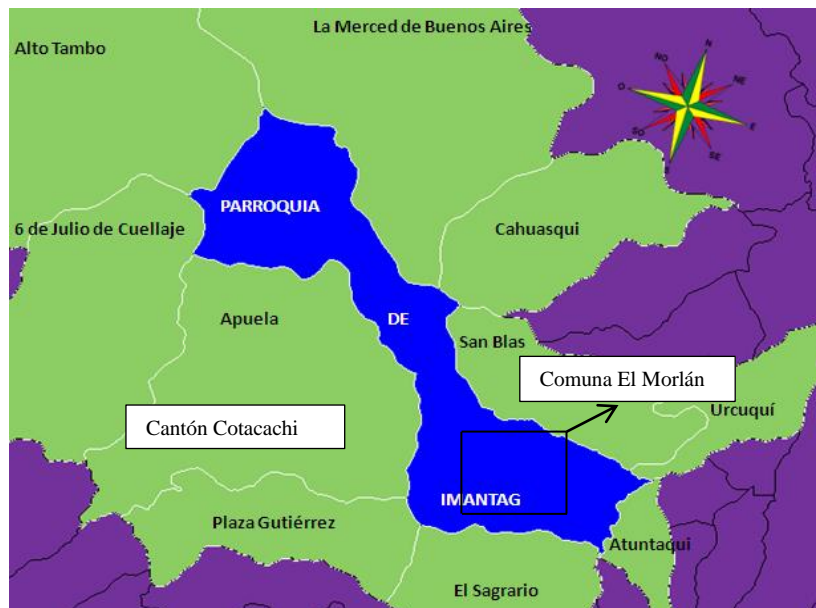 La Merced de Buenos Aires
Alto Tambo
N
NO
NE
O
E
SO
SE
S
PARROQUIA
6 de Julio de Cuellaje
Cahuasqui
Apuela
DE
San Blas
Comuna El Morlán
Urcuquí
Cantón Cotacachi
IMANTAG
Plaza Gutiérrez
Atuntaqui
El Sagrario